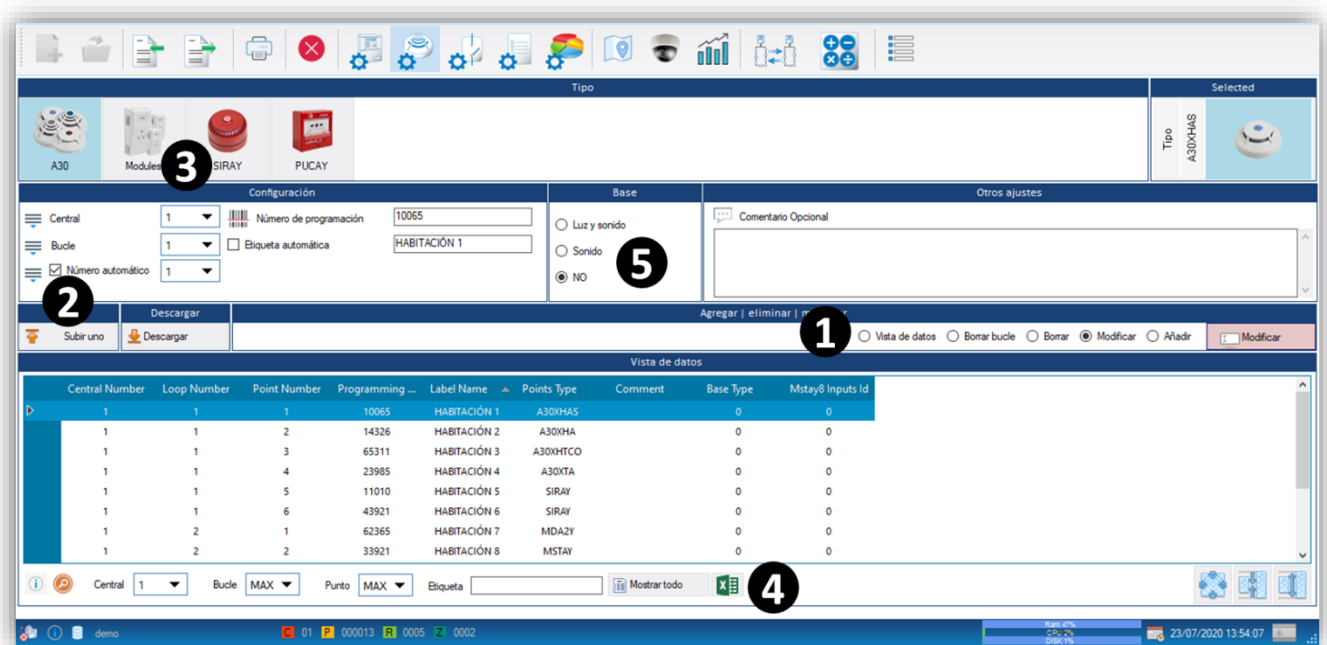 Tipo
Selected
A30
Modules
SIRAY
PUCAY
Tipo
A30XHAS
3
Configuración
Base
Otros ajustes
Central 1
Número de programación 10065
Bucle 1
Etiqueta automática HABITACIÓN 1
Número automático 1
Luz y sonido
Sonido
NO
5
Comentario Opcional
2
Descargar
Agregar | eliminar |
Subir uno
Descargar
1
Vista de datos
Borrar bucle
Borrar
Modificar
Añadir
Modificar
Vista de datos
Central Number Loop Number Point Number Programming ... Label Name Points Type Comment Base Type Mstay8 Inputs Id
1 1 1 10065 HABITACIÓN 1 A30XHAS 0 0
1 1 2 14326 HABITACIÓN 2 A30XHA 0 0
1 1 3 65311 HABITACIÓN 3 A30XHTCO 0 0
1 1 4 23985 HABITACIÓN 4 A30XTA 0 0
1 1 5 11010 HABITACIÓN 5 SIRAY 0 0
1 1 6 43921 HABITACIÓN 6 SIRAY 0 0
1 2 1 62365 HABITACIÓN 7 MDA2Y 0 0
1 2 2 33921 HABITACIÓN 8 MSTAY 0 0
Central 1 Bucle MAX Punto MAX Etiqueta Mostrar todo
4
demo C 01 P 000013 R 0005 Z 0002
Ram 47%
CPU 2%
DISK 1%
23/07/2020 13:54:07